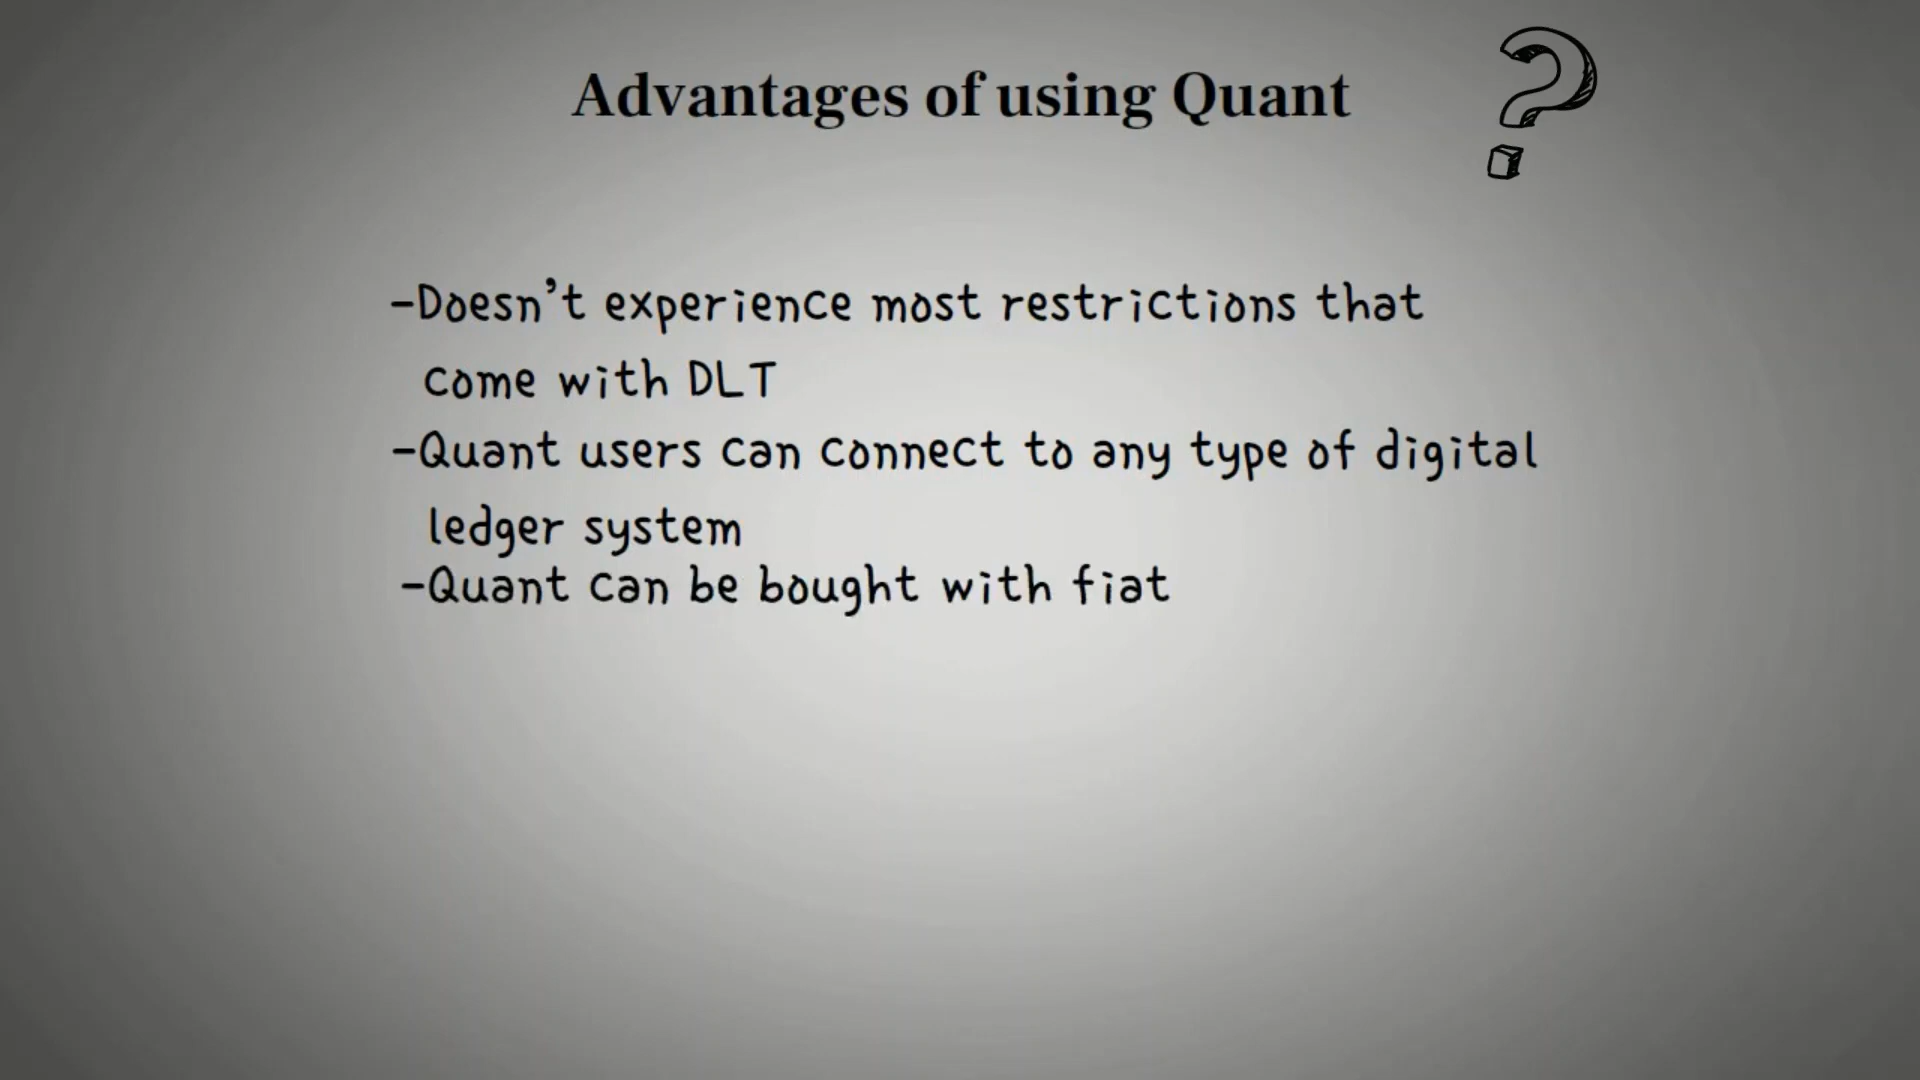 Advantages of using Quant
-Doesn't experience most restrictions that
come with DLT
-Quant users can connect to any type of digital
ledger system
-Quant can be bought with fiat